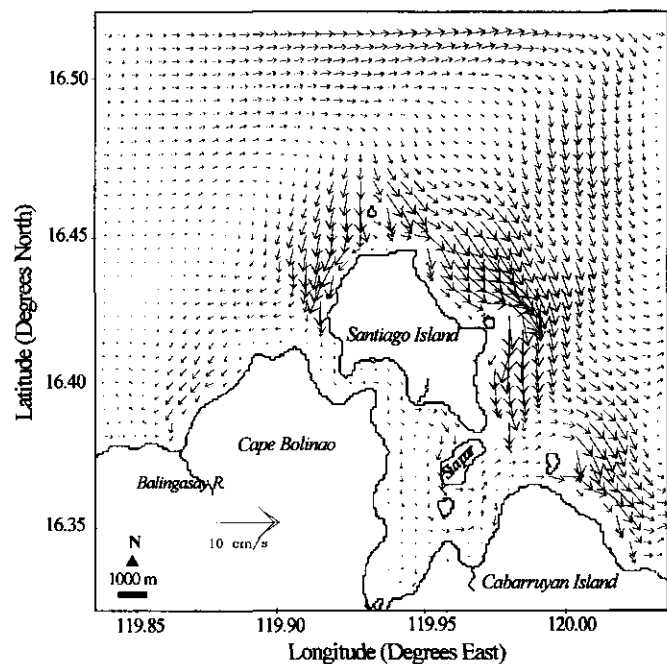 16.50
16.45
16.40
16.35
Latitude (Degrees North)
Santiago Island
Cape Bolinao
Siapar
Balingasay R.
10 cm/s
N
1000 m
Cabarruyan Island
119.85
119.90
119.95
120.00
Longitude (Degrees East)